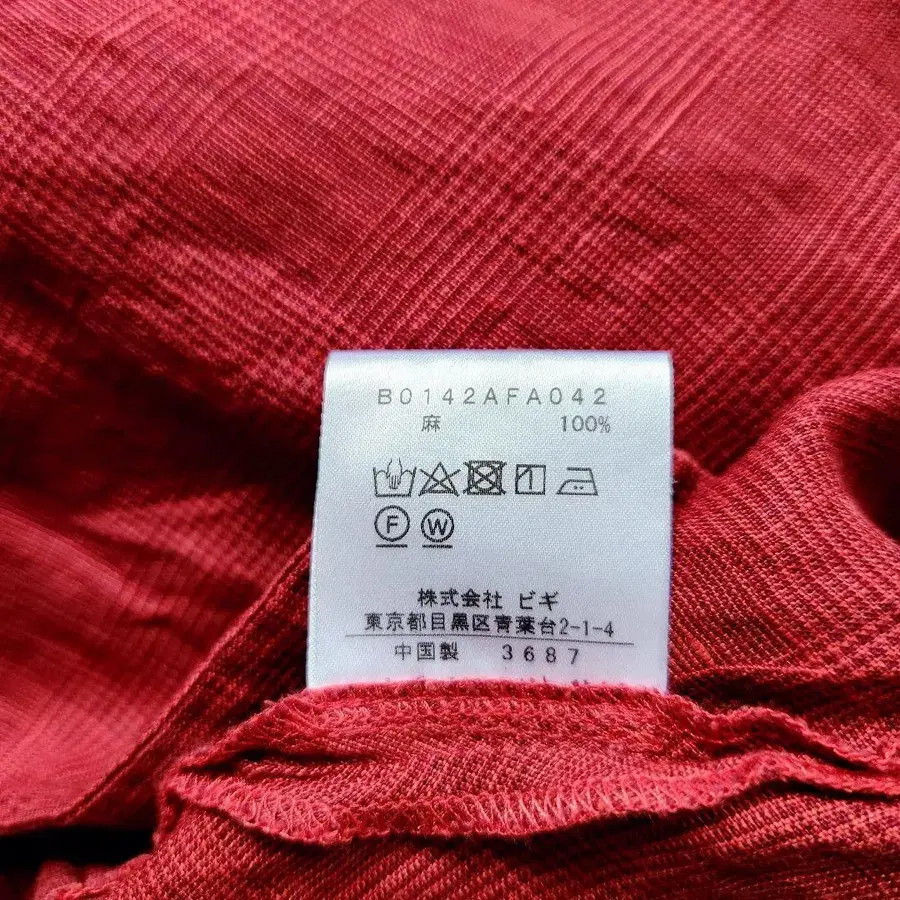 B0142AFA042
麻 100%
F W
株式会社 ビギ
東京都目黒区青葉台2-1-4
中国製 3687